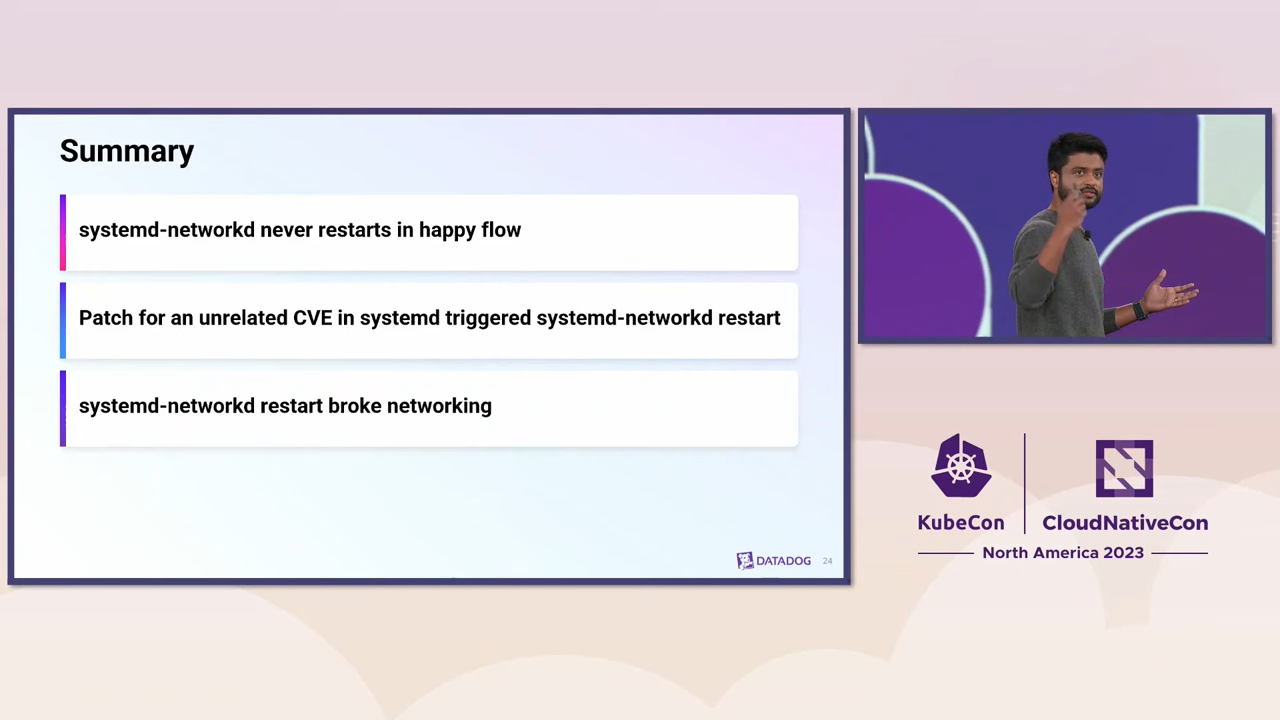 Summary
systemd-networkd never restarts in happy flow
Patch for an unrelated CVE in systemd triggered systemd-networkd restart
systemd-networkd restart broke networking
DATADOG 24
KubeCon
CloudNativeCon
North America 2023